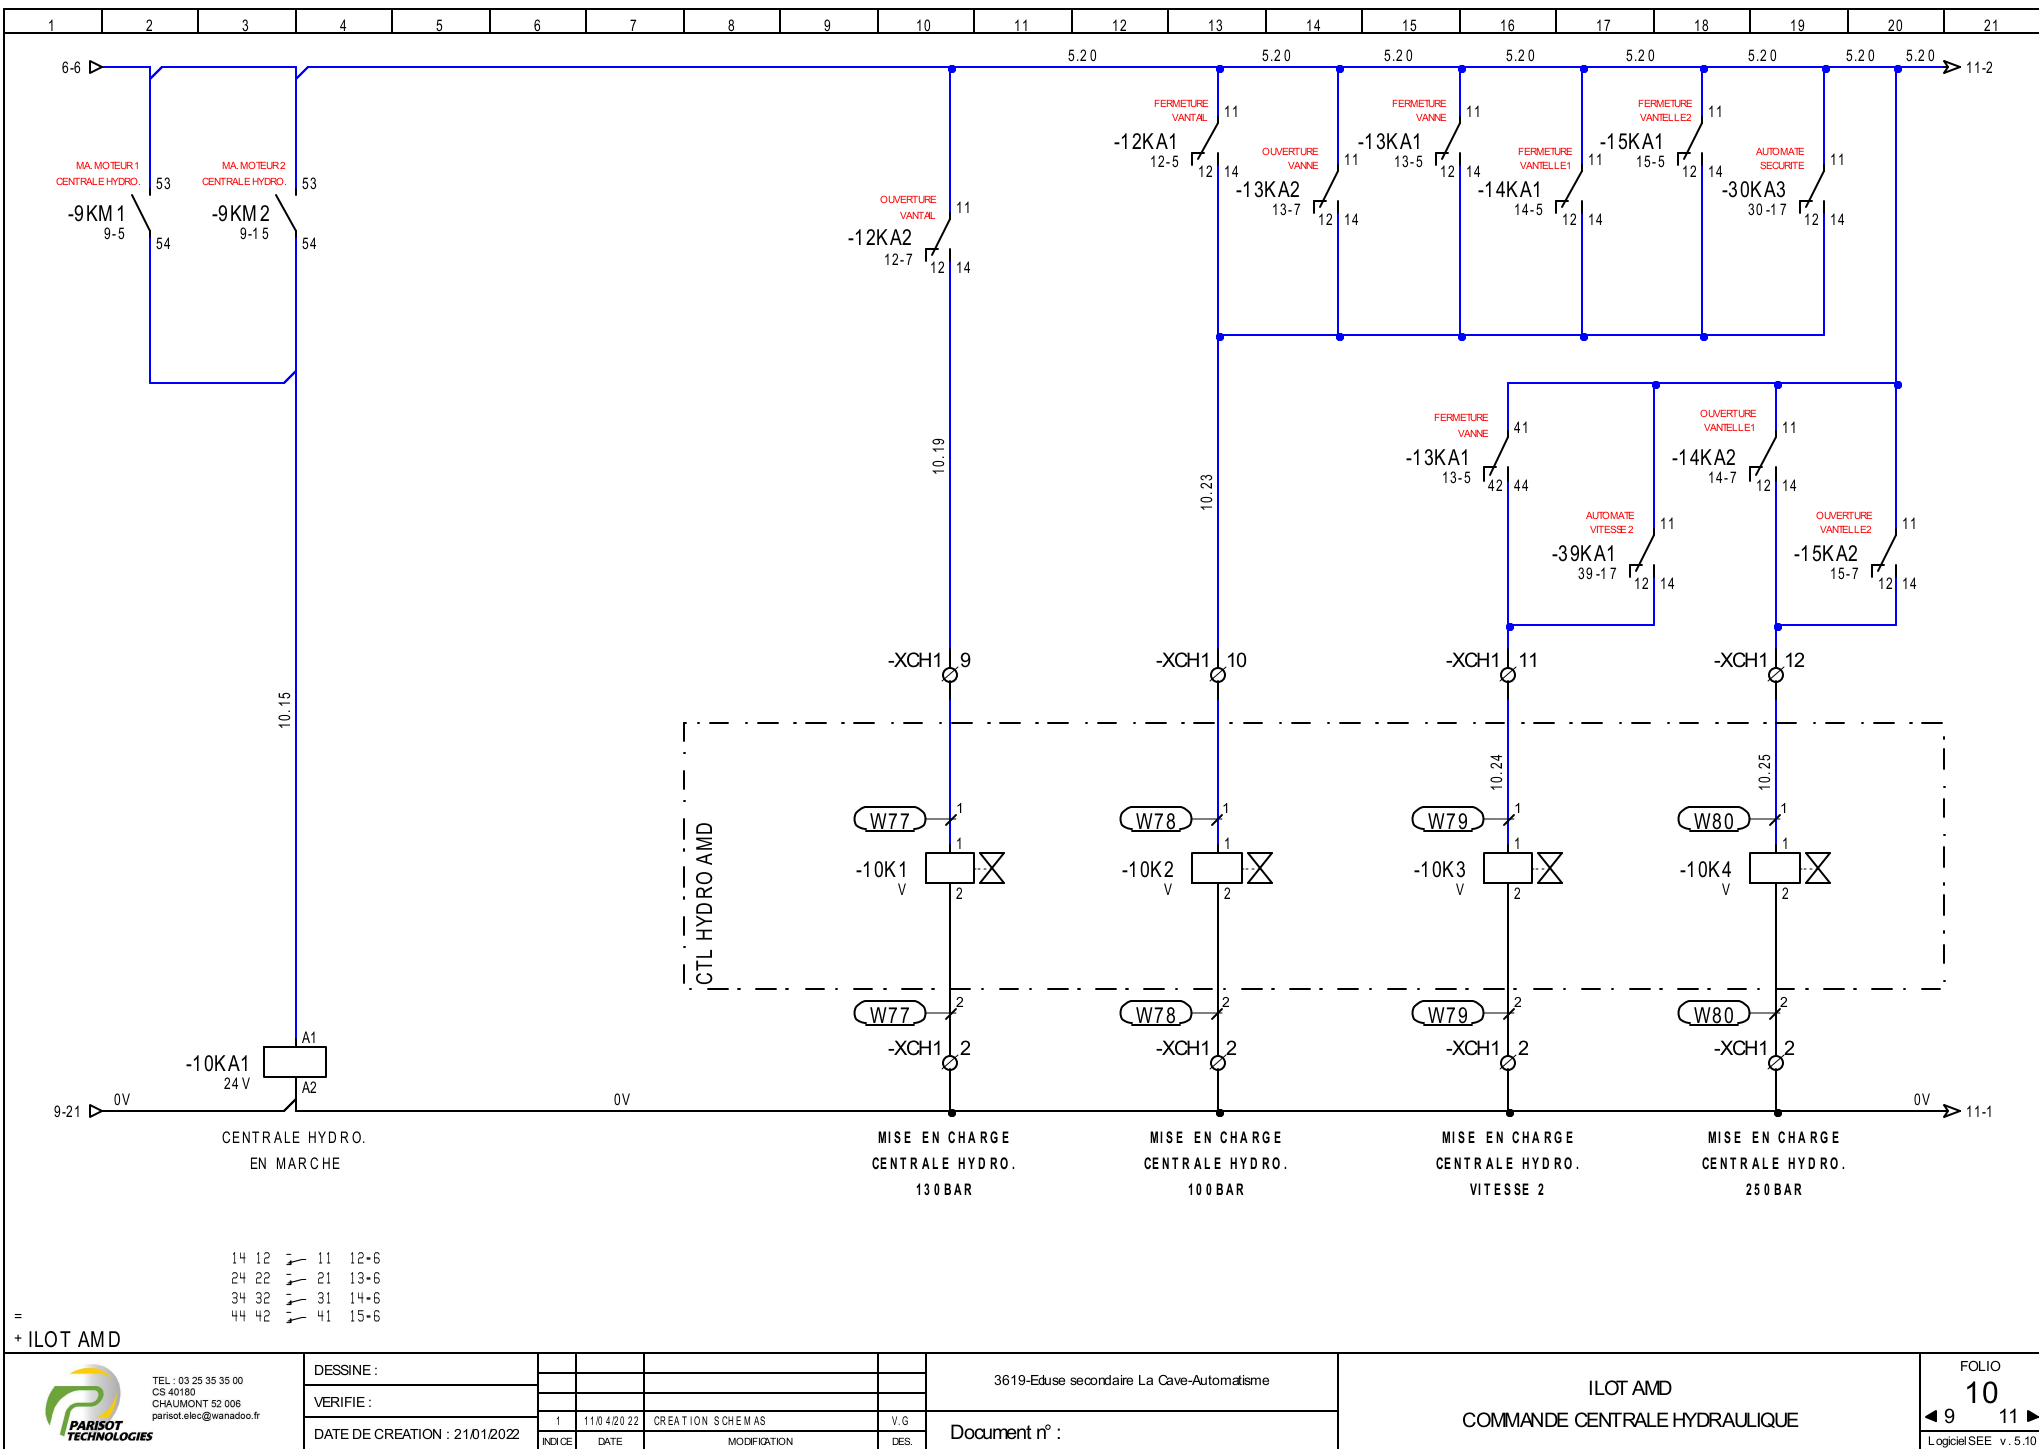 1 2 3 4 5 6 7 8 9 10 11 12 13 14 15 16 17 18 19 20 21
6-6
5.20 5.20 5.20 5.20 5.20 5.20 5.20 5.20
11-2
MA. MOTEUR1
CENTRALE HYDRO.
53
-9KM1
9-5
54
MA. MOTEUR2
CENTRALE HYDRO.
53
-9KM2
9-15
54
OUVERTURE
VANTAIL
11
-12KA2
12-7
12 14
FERMETURE
VANTAIL
11
-12KA1
12-5
12 14
OUVERTURE
VANNE
11
-13KA2
13-7
12 14
FERMETURE
VANNE
11
-13KA1
13-5
12 14
FERMETURE
VANTELLE1
11
-14KA1
14-5
12 14
FERMETURE
VANTELLE2
11
-15KA1
15-5
12 14
AUTOMATE
SECURITE
11
-30KA3
30-17
12 14
FERMETURE
VANNE
41
-13KA1
13-5
42 44
AUTOMATE
VITESSE 2
11
-39KA1
39-17
12 14
OUVERTURE
VANTELLE1
11
-14KA2
14-7
12 14
OUVERTURE
VANTELLE2
11
-15KA2
15-7
12 14
10.15
10.19
10.23
10.24
10.25
-XCH1 9
-XCH1 10
-XCH1 11
-XCH1 12
CTL HYDRO AMD
W77 1
W78 1
W79 1
W80 1
-10K1
V
1
2
-10K2
V
1
2
-10K3
V
1
2
-10K4
V
1
2
W77 2
W78 2
W79 2
W80 2
-XCH1 2
-XCH1 2
-XCH1 2
-XCH1 2
-10KA1
24V
A1
A2
9-21
0V 0V 0V
11-1
CENTRALE HYDRO.
EN MARCHE
MISE EN CHARGE
CENTRALE HYDRO.
130BAR
MISE EN CHARGE
CENTRALE HYDRO.
100BAR
MISE EN CHARGE
CENTRALE HYDRO.
VITESSE 2
MISE EN CHARGE
CENTRALE HYDRO.
250BAR
14 12 11 12-6
24 22 21 13-6
34 32 31 14-6
44 42 41 15-6
=
+ ILOT AMD
PARISOT
TECHNOLOGIES
TEL : 03 25 35 35 00
CS 40180
CHAUMONT 52 006
parisot.elec@wanadoo.fr
DESSINE :
VERIFIE :
DATE DE CREATION : 21/01/2022
1 11/04/2022 CREATION SCHEMAS V.G
INDICE DATE MODIFICATION DES.
3619-Eduse secondaire La Cave-Automatisme
Document n° :
ILOT AMD
COMMANDE CENTRALE HYDRAULIQUE
FOLIO
10
9 11
Logiciel SEE v.5.10